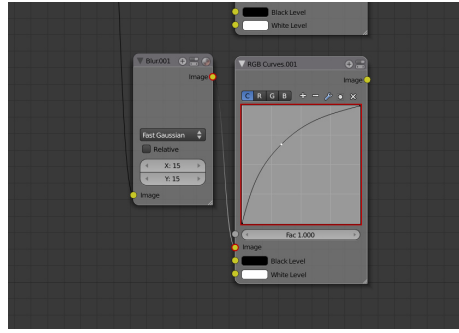 Black Level
White Level
Blur.001
Image
Fast Gaussian
Relative
X: 15
Y: 15
Image
RGB Curves.001
Image
C R G B
Fac 1.000
Image
Black Level
White Level